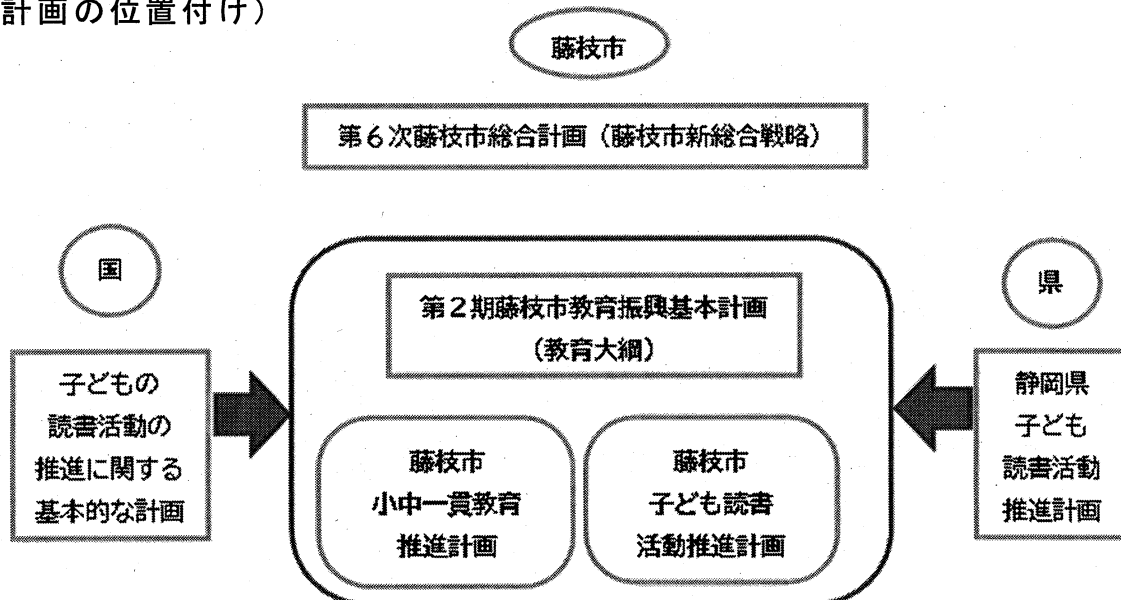 計画の位置付け）
藤枝市
第6次藤枝市総合計画（藤枝市新総合戦略）
国
子どもの
読書活動の
推進に関する
基本的な計画
第2期藤枝市教育振興基本計画
（教育大綱）
藤枝市
小中一貫教育
推進計画
藤枝市
子ども読書
活動推進計画
県
静岡県
子ども
読書活動
推進計画